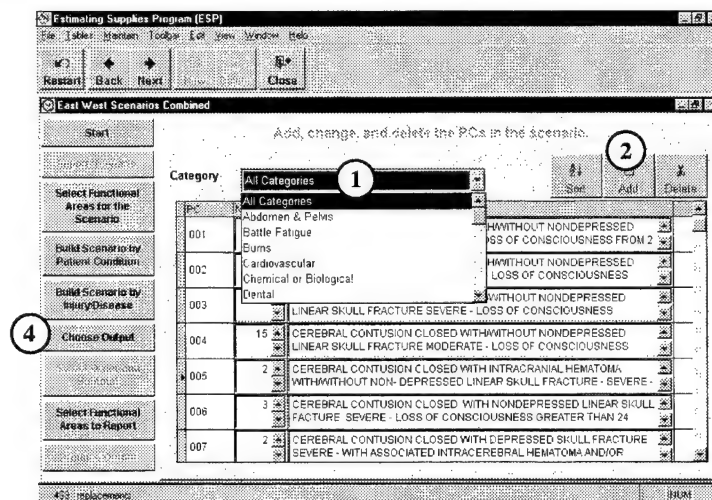 Estimating Supplies Program (ESP)
File Tables Maintain Toolbar Edit View Window Help
Restart Back Next Close
East West Scenarios Combined
Start
Add, change, and delete the PCs in the scenario.
2
Category
All Categories
1
Sort Add Delete
Select Functional
Areas for the
Scenario
All Categories
Abdomen & Pelvis
Battle Fatigue
Burns
Cardiovascular
Chemical or Biological
Dental
Build Scenario by
Patient Condition
Build Scenario by
Injury/Disease
4
Choose Output
Select Functional
Areas to Report
PC
001 WITHOUT NONDEPRESSED
LOSS OF CONSCIOUSNESS FROM 2
002 WITHOUT NONDEPRESSED
LOSS OF CONSCIOUSNESS
003 WITHOUT NONDEPRESSED
LINEAR SKULL FRACTURE SEVERE - LOSS OF CONSCIOUSNESS
004 15 CEREBRAL CONTUSION CLOSED WITH/WITHOUT NONDEPRESSED
LINEAR SKULL FRACTURE MODERATE - LOSS OF CONSCIOUSNESS
005 2 CEREBRAL CONTUSION CLOSED WITH INTRACRANIAL HEMATOMA
WITH/WITHOUT NON- DEPRESSED LINEAR SKULL FRACTURE - SEVERE -
006 3 CEREBRAL CONTUSION CLOSED WITH NONDEPRESSED LINEAR SKULL
FACTURE SEVERE - LOSS OF CONSCIOUSNESS GREATER THAN 24
007 2 CEREBRAL CONTUSION CLOSED WITH DEPRESSED SKULL FRACTURE
SEVERE - WITH ASSOCIATED INTRACEREBRAL HEMATOMA AND/OR
NUM